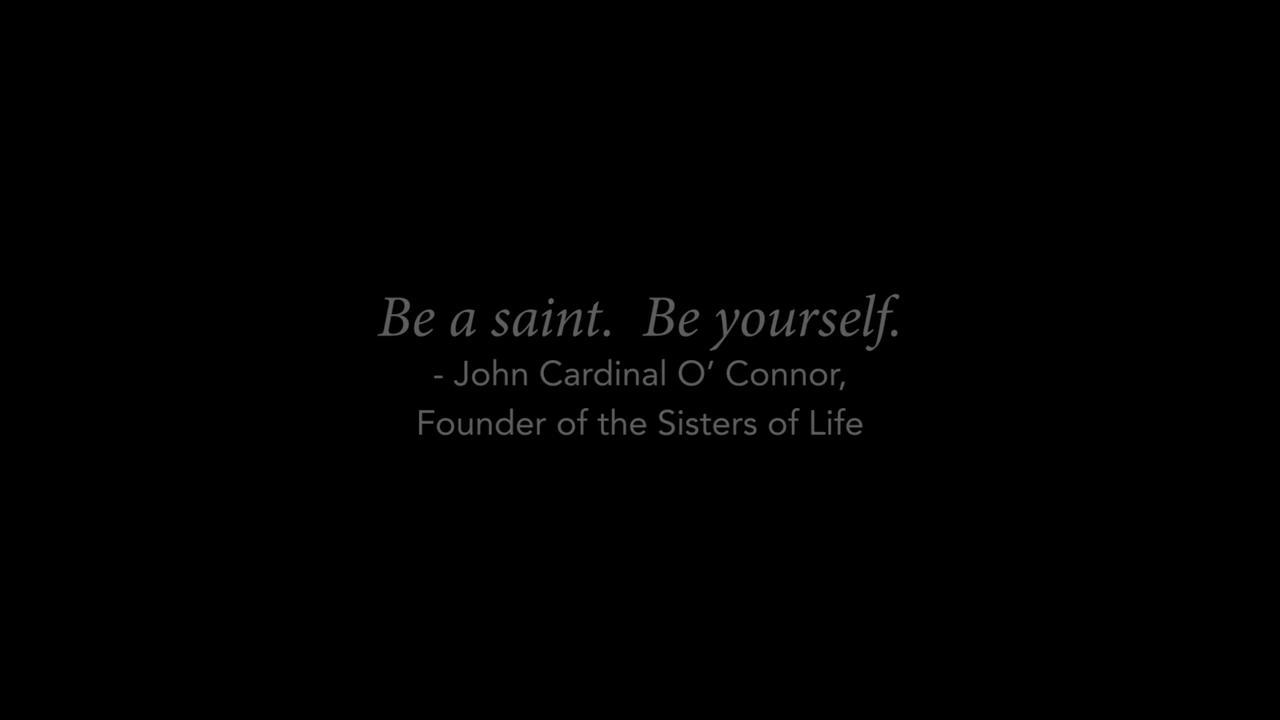 Be a saint.  Be yourself.
- John Cardinal O’ Connor,
Founder of the Sisters of Life